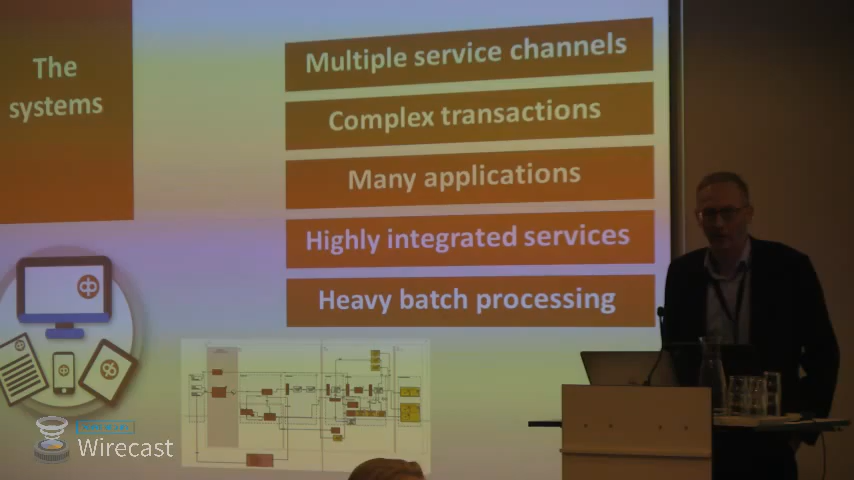 The
systems
Multiple service channels
Complex transactions
Many applications
Highly integrated services
Heavy batch processing
Wirecast